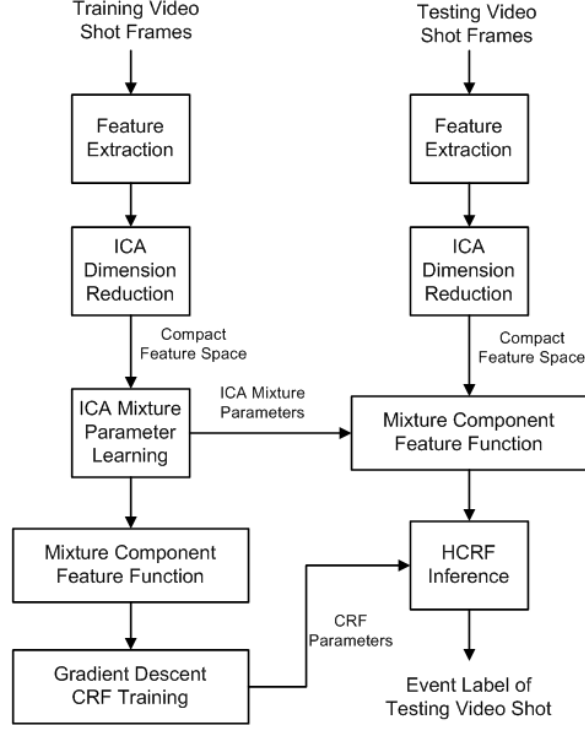 Training Video
Shot Frames
Feature
Extraction
ICA
Dimension
Reduction
Compact
Feature Space
ICA Mixture
Parameter
Learning
ICA Mixture
Parameters
Mixture Component
Feature Function
Gradient Descent
CRF Training
CRF
Parameters
Testing Video
Shot Frames
Feature
Extraction
ICA
Dimension
Reduction
Compact
Feature Space
Mixture Component
Feature Function
HCRF
Inference
Event Label of
Testing Video Shot